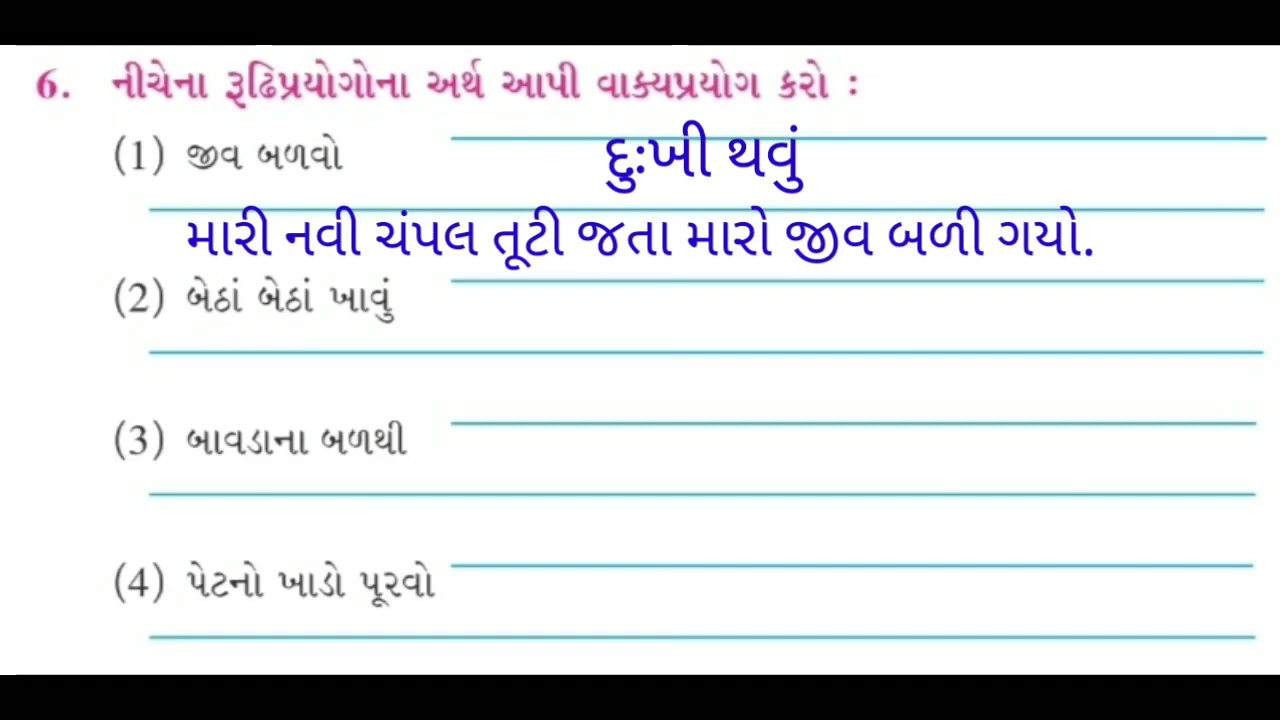 6. નીચેના રૂઢિપ્રયોગોના અર્થ આપી વાક્યપ્રયોગ કરો :
(1) જીવ બળવો દુઃખી થવું
મારી નવી ચંપલ તૂટી જતા મારો જીવ બળી ગયો.
(2) બેઠાં બેઠાં ખાવું
(3) બાવડાના બળથી
(4) પેટનો ખાડો પૂરવો